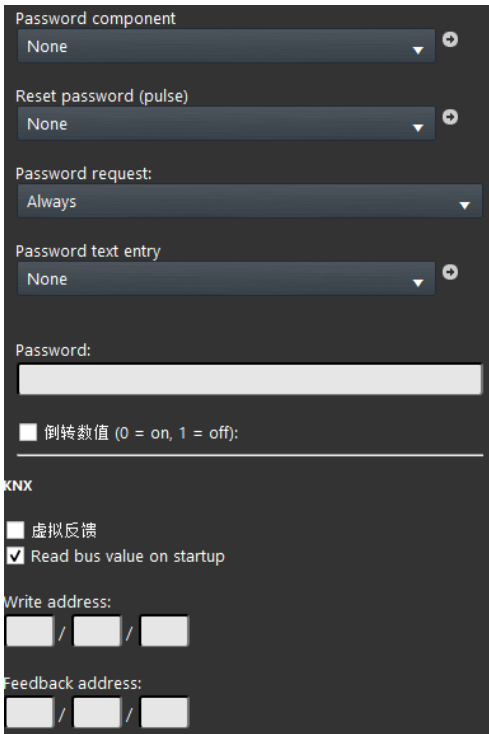 Password component
None
Reset password (pulse)
None
Password request:
Always
Password text entry
None
Password:
倒转数值 (0 = on, 1 = off):
KNX
虚拟反馈
Read bus value on startup
Write address:
/ /
Feedback address:
/ /